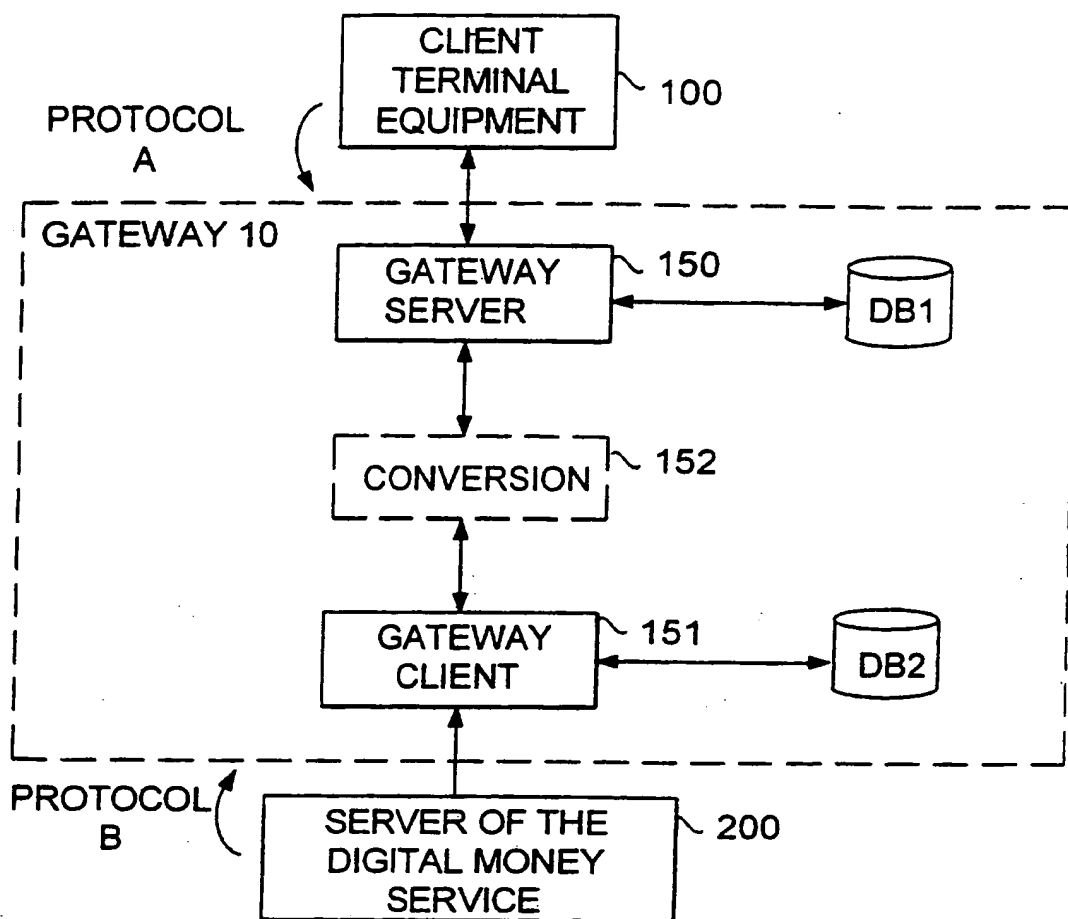 CLIENT
TERMINAL
EQUIPMENT
100
PROTOCOL
A
GATEWAY 10
GATEWAY
SERVER
150
DB1
CONVERSION
152
GATEWAY
CLIENT
151
DB2
PROTOCOL
B
SERVER OF THE
DIGITAL MONEY
SERVICE
200